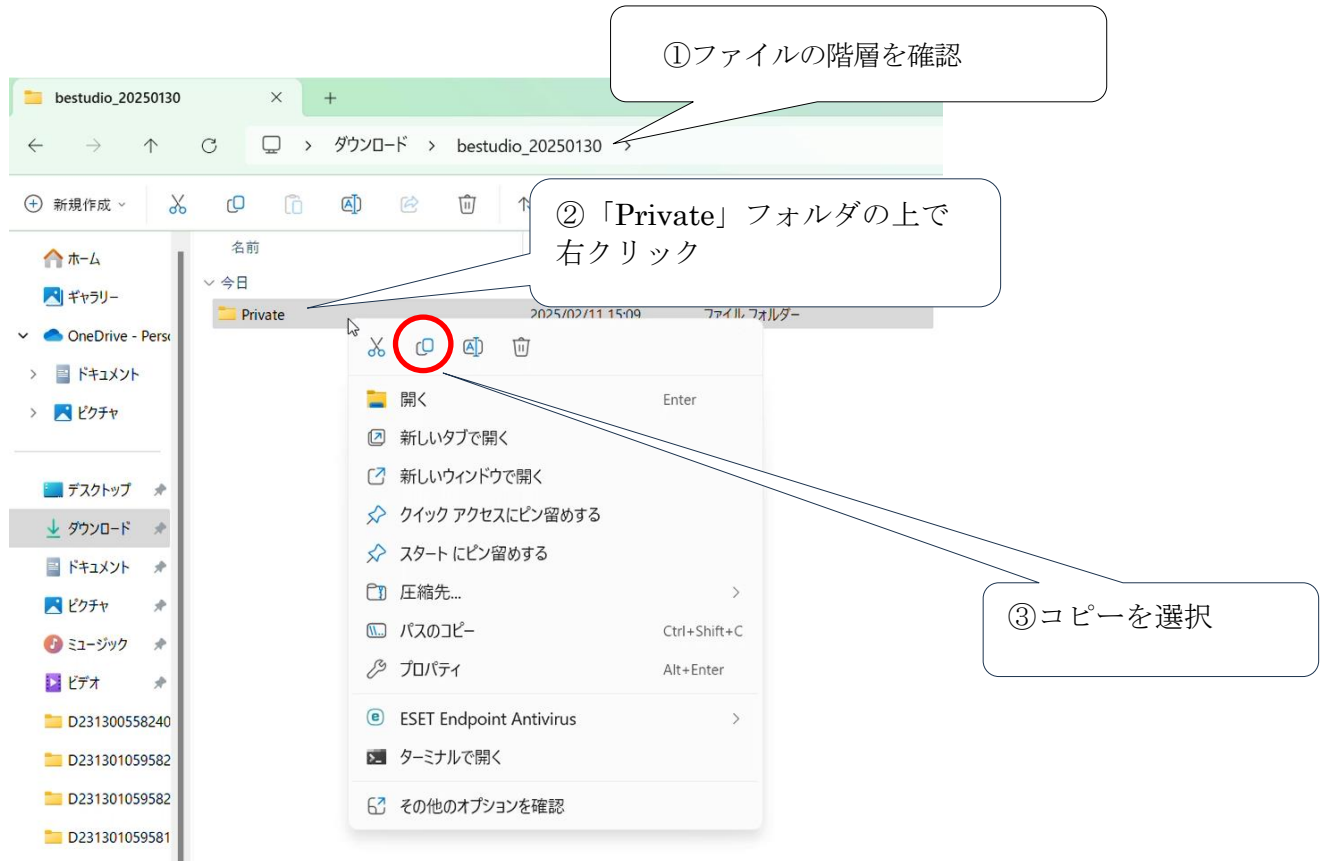 ①ファイルの階層を確認
bestudio_20250130
ダウンロード > bestudio_20250130 >
新規作成
②「Private」フォルダの上で
右クリック
名前
今日
Private 2025/02/11 15:09 ファイル フォルダー
ホーム
ギャラリー
OneDrive - Perso
ドキュメント
ピクチャ
デスクトップ
ダウンロード
ドキュメント
ピクチャ
ミュージック
ビデオ
D231300558240
D231301059582
D231301059582
D231301059581
開く Enter
新しいタブで開く
新しいウィンドウで開く
クイック アクセスにピン留めする
スタート にピン留めする
圧縮先...
パスのコピー Ctrl+Shift+C
プロパティ Alt+Enter
ESET Endpoint Antivirus
ターミナルで開く
その他のオプションを確認
③コピーを選択